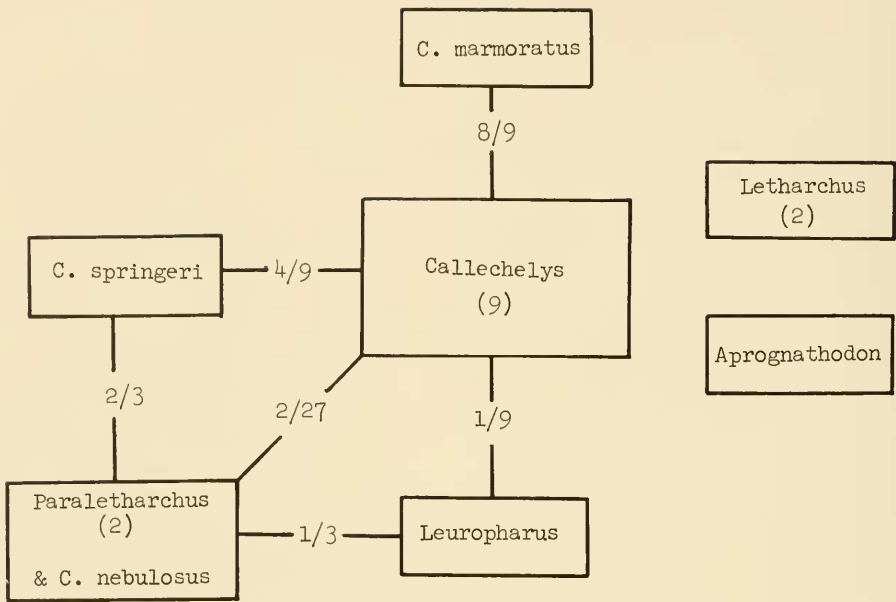 C. marmoratus
8/9
Letharchus
(2)
C. springeri
4/9
Callechelys
(9)
Aprognathodon
2/3
2/27
1/9
Paraletharchus
(2)
& C. nebulosus
1/3
Leuropharus